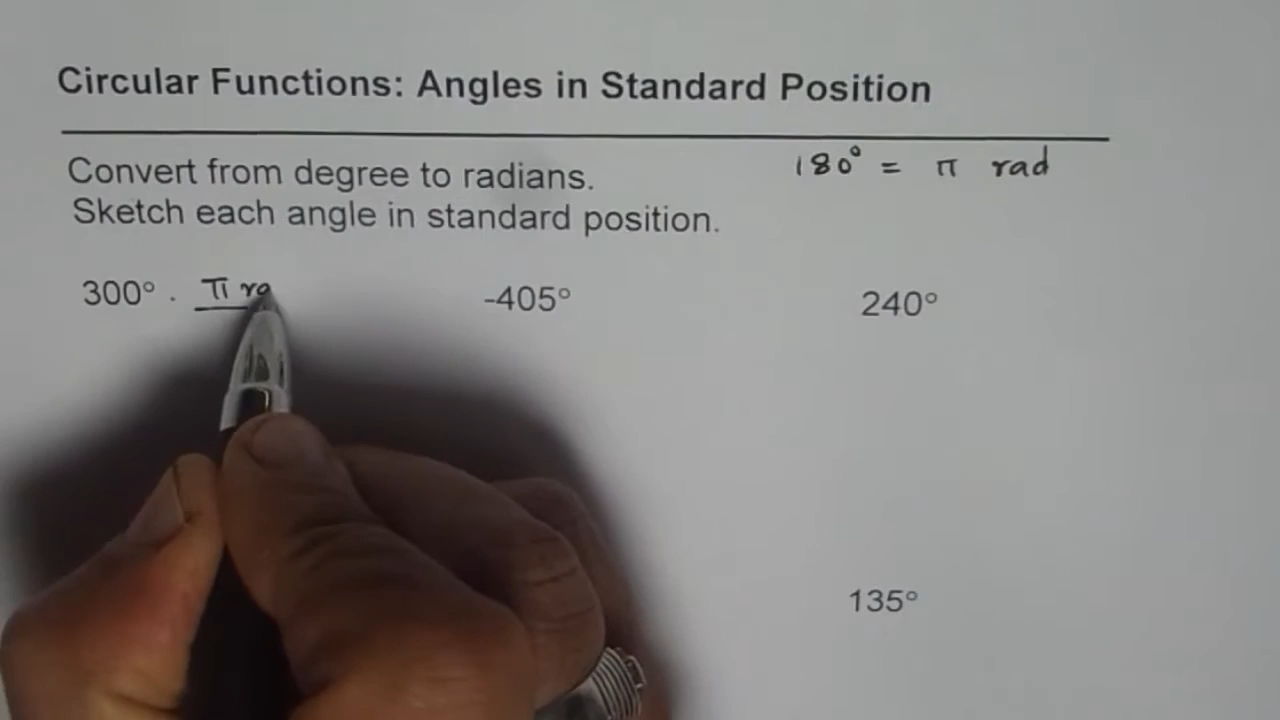 Circular Functions: Angles in Standard Position
Convert from degree to radians. 180° = π rad
Sketch each angle in standard position.
300° · π ra -405° 240°
135°